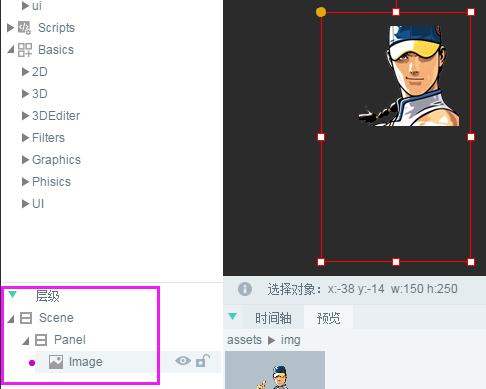 ui
Scripts
Basics
2D
3D
3DEditer
Filters
Graphics
Phisics
UI
层级
Scene
Panel
Image
选择对象: x:-38 y:-14 w:150 h:250
时间轴 预览
assets img